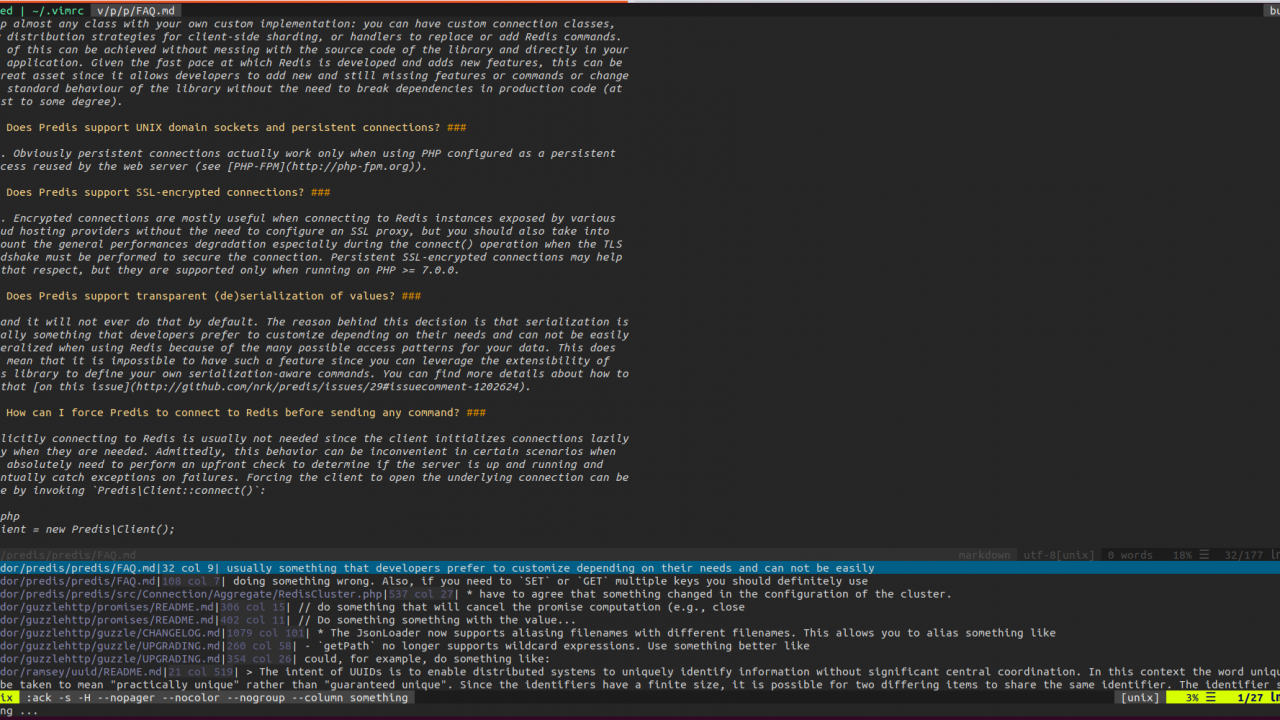 ed | ~/.vimrc v/p/p/FAQ.md bu
p almost any class with your own custom implementation: you can have custom connection classes,
distribution strategies for client-side sharding, or handlers to replace or add Redis commands.
of this can be achieved without messing with the source code of the library and directly in your
application. Given the fast pace at which Redis is developed and adds new features, this can be
reat asset since it allows developers to add new and still missing features or commands or change
standard behaviour of the library without the need to break dependencies in production code (at
st to some degree).
Does Predis support UNIX domain sockets and persistent connections? ###
. Obviously persistent connections actually work only when using PHP configured as a persistent
cess reused by the web server (see [PHP-FPM](http://php-fpm.org)).
Does Predis support SSL-encrypted connections? ###
. Encrypted connections are mostly useful when connecting to Redis instances exposed by various
ud hosting providers without the need to configure an SSL proxy, but you should also take into
ount the general performances degradation especially during the connect() operation when the TLS
dshake must be performed to secure the connection. Persistent SSL-encrypted connections may help
that respect, but they are supported only when running on PHP >= 7.0.0.
Does Predis support transparent (de)serialization of values? ###
and it will not ever do that by default. The reason behind this decision is that serialization is
ally something that developers prefer to customize depending on their needs and can not be easily
eralized when using Redis because of the many possible access patterns for your data. This does
mean that it is impossible to have such a feature since you can leverage the extensibility of
s library to define your own serialization-aware commands. You can find more details about how to
that [on this issue](http://github.com/nrk/predis/issues/29#issuecomment-1202624).
How can I force Predis to connect to Redis before sending any command? ###
licitly connecting to Redis is usually not needed since the client initializes connections lazily
y when they are needed. Admittedly, this behavior can be inconvenient in certain scenarios when
absolutely need to perform an upfront check to determine if the server is up and running and
ntually catch exceptions on failures. Forcing the client to open the underlying connection can be
e by invoking `Predis\Client::connect()`:
php
ient = new Predis\Client();
/predis/predis/FAQ.md markdown utf-8[unix] 0 words 18% ☰ 32/177 ln
dor/predis/predis/FAQ.md|32 col 9| usually something that developers prefer to customize depending on their needs and can not be easily
dor/predis/predis/FAQ.md|108 col 7| doing something wrong. Also, if you need to `SET` or `GET` multiple keys you should definitely use
dor/predis/predis/src/Connection/Aggregate/RedisCluster.php|537 col 27| * have to agree that something changed in the configuration of the cluster.
dor/guzzlehttp/promises/README.md|306 col 15| // do something that will cancel the promise computation (e.g., close
dor/guzzlehttp/promises/README.md|402 col 11| // Do something something with the value...
dor/guzzlehttp/guzzle/CHANGELOG.md|1079 col 101| * The JsonLoader now supports aliasing filenames with different filenames. This allows you to alias something like
dor/guzzlehttp/guzzle/UPGRADING.md|260 col 58| - `getPath` no longer supports wildcard expressions. Use something better like
dor/guzzlehttp/guzzle/UPGRADING.md|354 col 26| could, for example, do something like:
dor/ramsey/uuid/README.md|21 col 519| > The intent of UUIDs is to enable distributed systems to uniquely identify information without significant central coordination. In this context the word uniqu
be taken to mean "practically unique" rather than "guaranteed unique". Since the identifiers have a finite size, it is possible for two differing items to share the same identifier. The identifier s
ix :ack -s -H --nopager --nocolor --nogroup --column something [unix] 3% ☰ 1/27 ln
ng ...